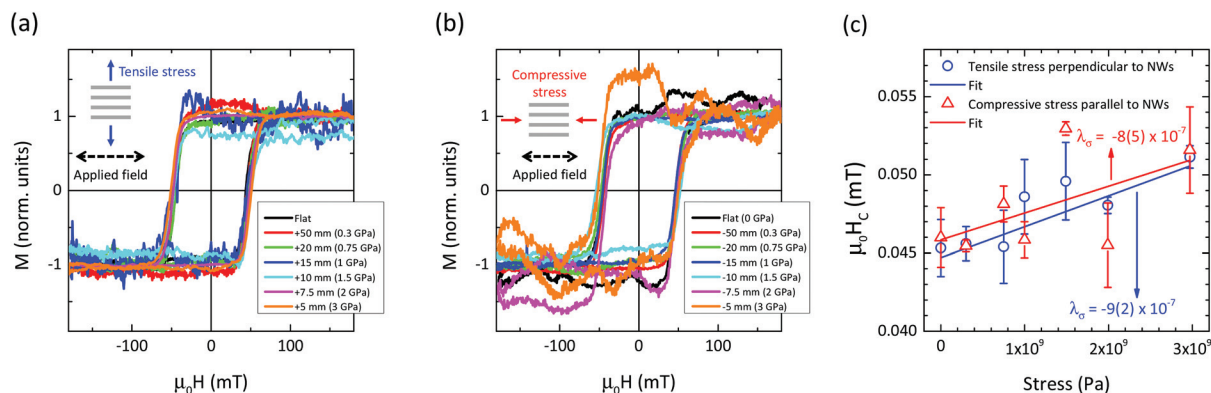 (a)
Tensile stress
Applied field
M (norm. units)
1
0
-1
Flat
+50 mm (0.3 GPa)
+20 mm (0.75 GPa)
+15 mm (1 GPa)
+10 mm (1.5 GPa)
+7.5 mm (2 GPa)
+5 mm (3 GPa)
-100
0
100
μ₀H (mT)
(b)
Compressive
stress
Applied field
M (norm. units)
1
0
-1
Flat (0 GPa)
-50 mm (0.3 GPa)
-20 mm (0.75 GPa)
-15 mm (1 GPa)
-10 mm (1.5 GPa)
-7.5 mm (2 GPa)
-5 mm (3 GPa)
-100
0
100
μ₀H (mT)
(c)
Tensile stress perpendicular to NWs
Fit
Compressive stress parallel to NWs
Fit
λσ = -8(5) x 10⁻⁷
λσ = -9(2) x 10⁻⁷
μ₀HC (mT)
0.055
0.050
0.045
0.040
0
1x10⁹
2x10⁹
3x10⁹
Stress (Pa)